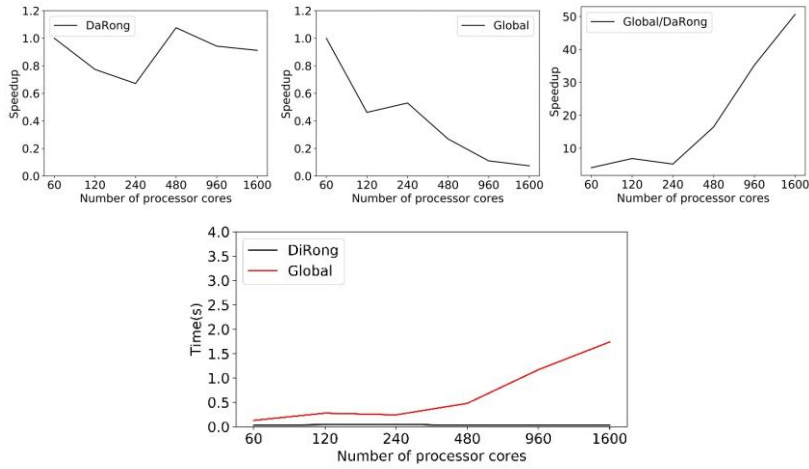 1.2
1.0
0.8
0.6
0.4
0.2
0.0
Speedup
DaRong
60 120 240 480 960 1600
Number of processor cores
1.2
1.0
0.8
0.6
0.4
0.2
0.0
Speedup
Global
60 120 240 480 960 1600
Number of processor cores
50
40
30
20
10
Speedup
Global/DaRong
60 120 240 480 960 1600
Number of processor cores
4.0
3.5
3.0
2.5
2.0
1.5
1.0
0.5
0.0
Time(s)
DiRong
Global
60 120 240 480 960 1600
Number of processor cores